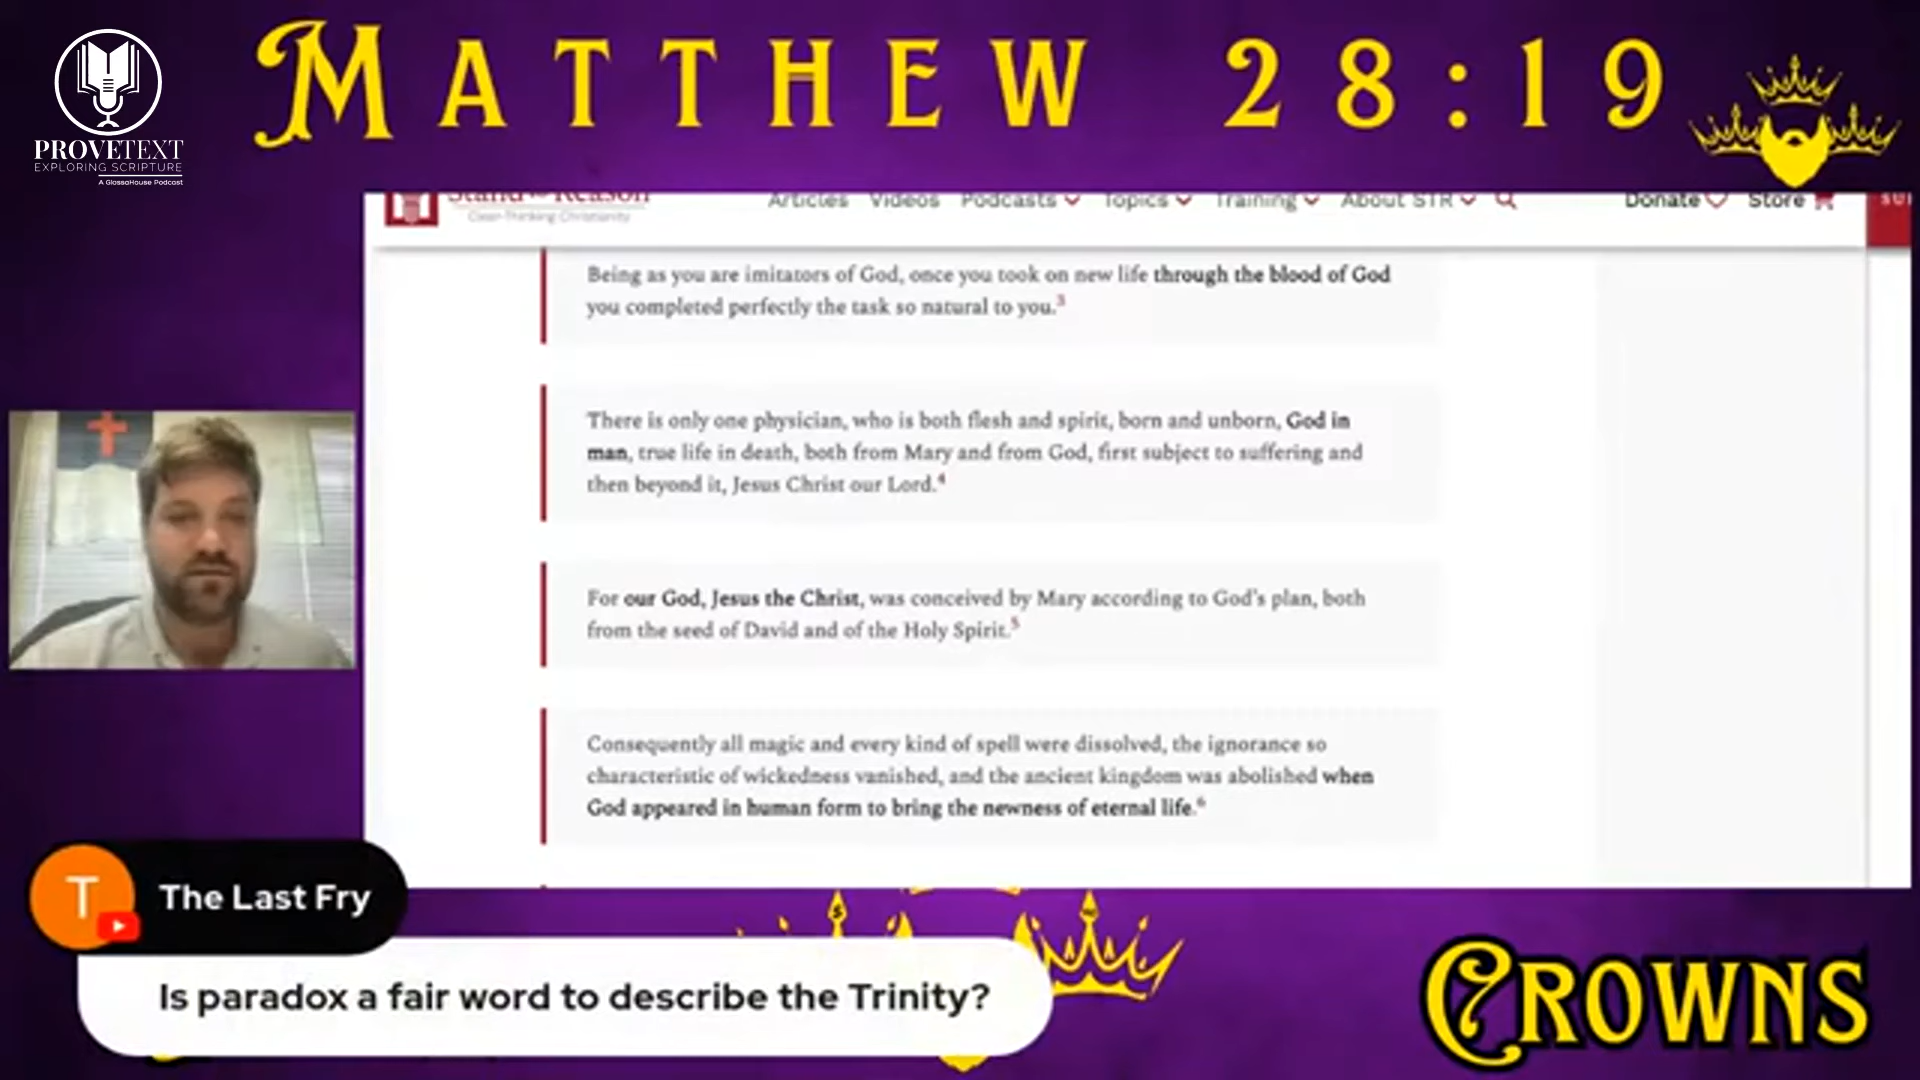 MATTHEW 28:19
PROVETEXT
EXPLORING SCRIPTURE
A GlossaHouse Podcast
Stand to Reason
Clear-Thinking Christianity
Articles Videos Podcasts Topics Training About STR Donate Store
Being as you are imitators of God, once you took on new life through the blood of God
you completed perfectly the task so natural to you.3
There is only one physician, who is both flesh and spirit, born and unborn, God in
man, true life in death, both from Mary and from God, first subject to suffering and
then beyond it, Jesus Christ our Lord.4
For our God, Jesus the Christ, was conceived by Mary according to God's plan, both
from the seed of David and of the Holy Spirit.5
Consequently all magic and every kind of spell were dissolved, the ignorance so
characteristic of wickedness vanished, and the ancient kingdom was abolished when
God appeared in human form to bring the newness of eternal life.6
T
The Last Fry
Is paradox a fair word to describe the Trinity?
CROWNS